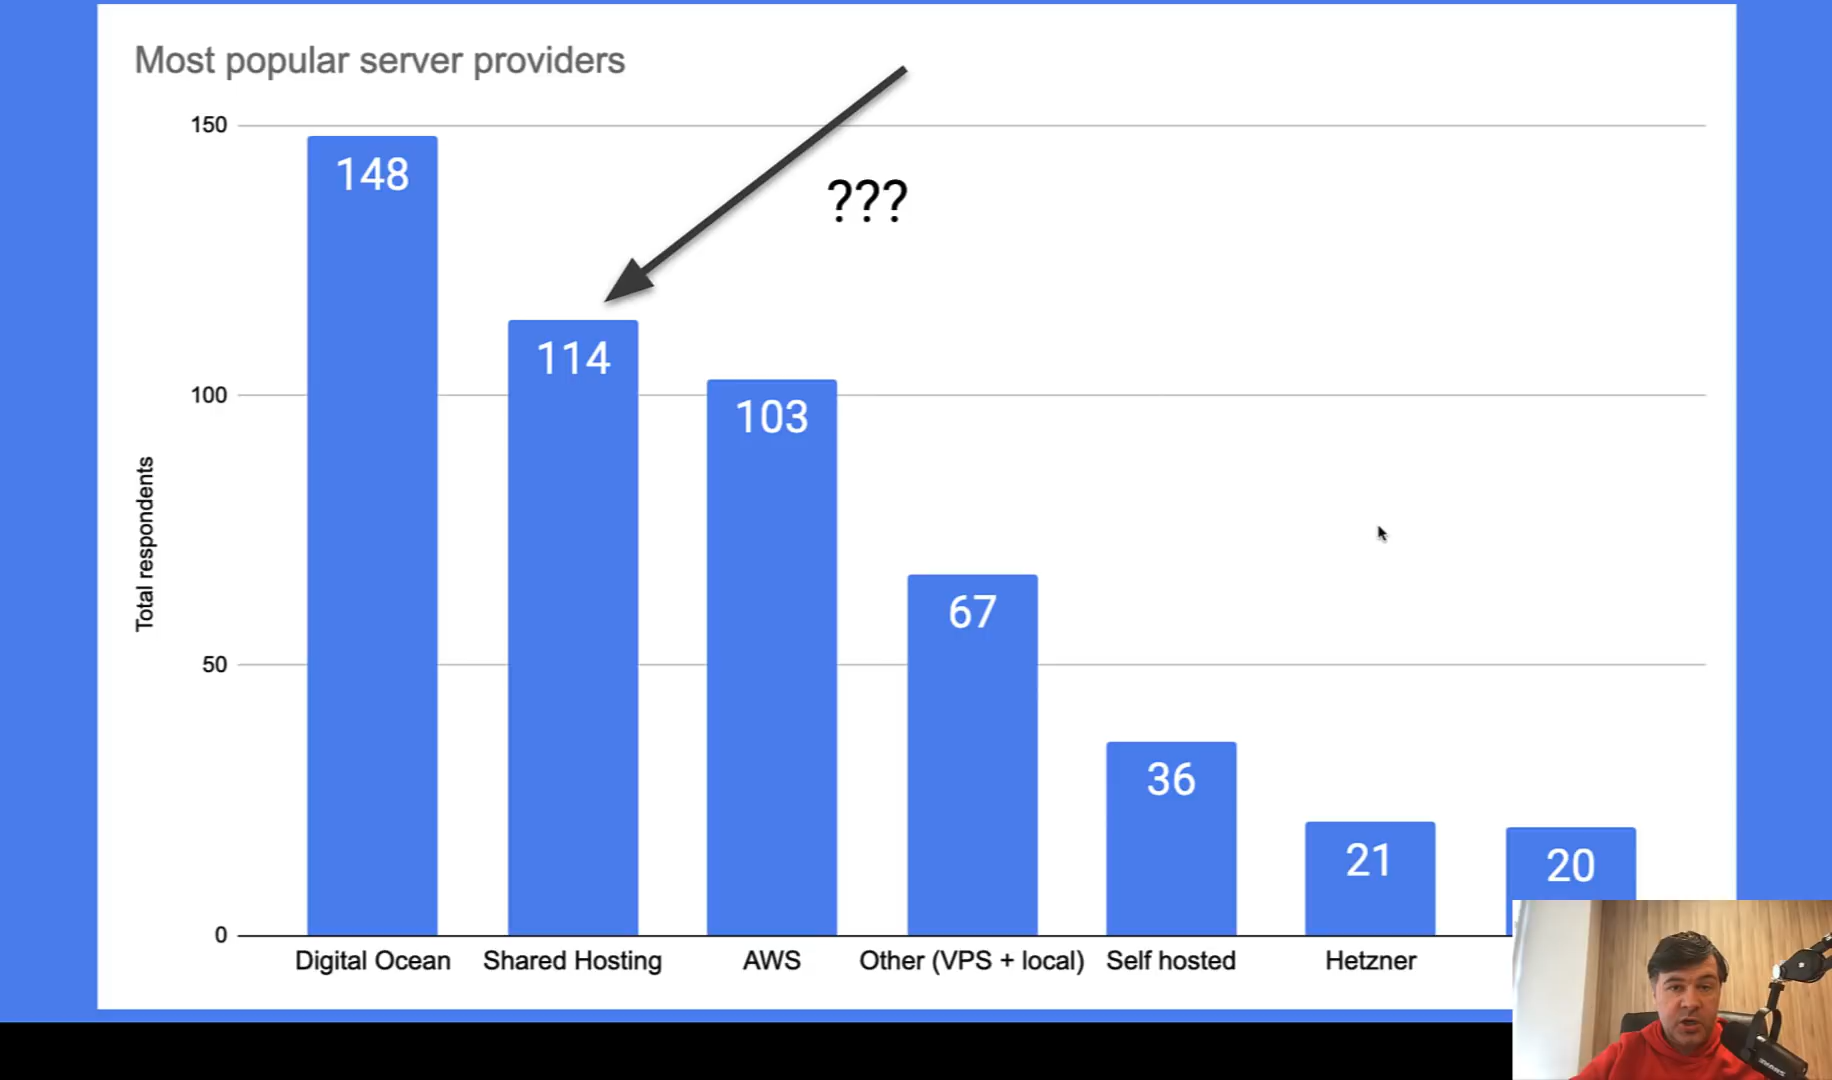 Most popular server providers
150
148
???
114
100
103
Total respondents
67
50
36
21
20
0
Digital Ocean
Shared Hosting
AWS
Other (VPS + local)
Self hosted
Hetzner